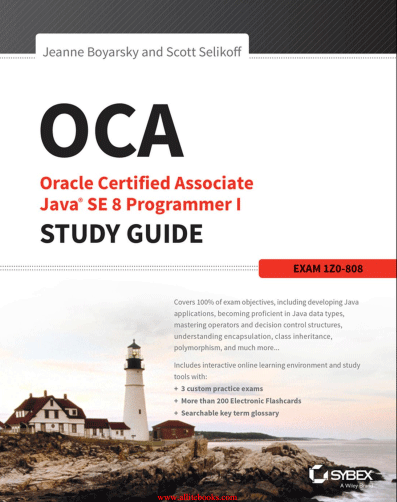 Jeanne Boyarsky and Scott Selikoff
OCA
Oracle Certified Associate
Java® SE 8 Programmer I
STUDY GUIDE
EXAM 1Z0-808
Covers 100% of exam objectives, including developing Java
applications, becoming proficient in Java data types,
mastering operators and decision control structures,
understanding encapsulation, class inheritance,
polymorphism, and much more...
Includes interactive online learning environment and study
tools with:
+ 3 custom practice exams
+ More than 200 Electronic Flashcards
+ Searchable key term glossary
SYBEX
A Wiley Brand
www.allitebooks.com